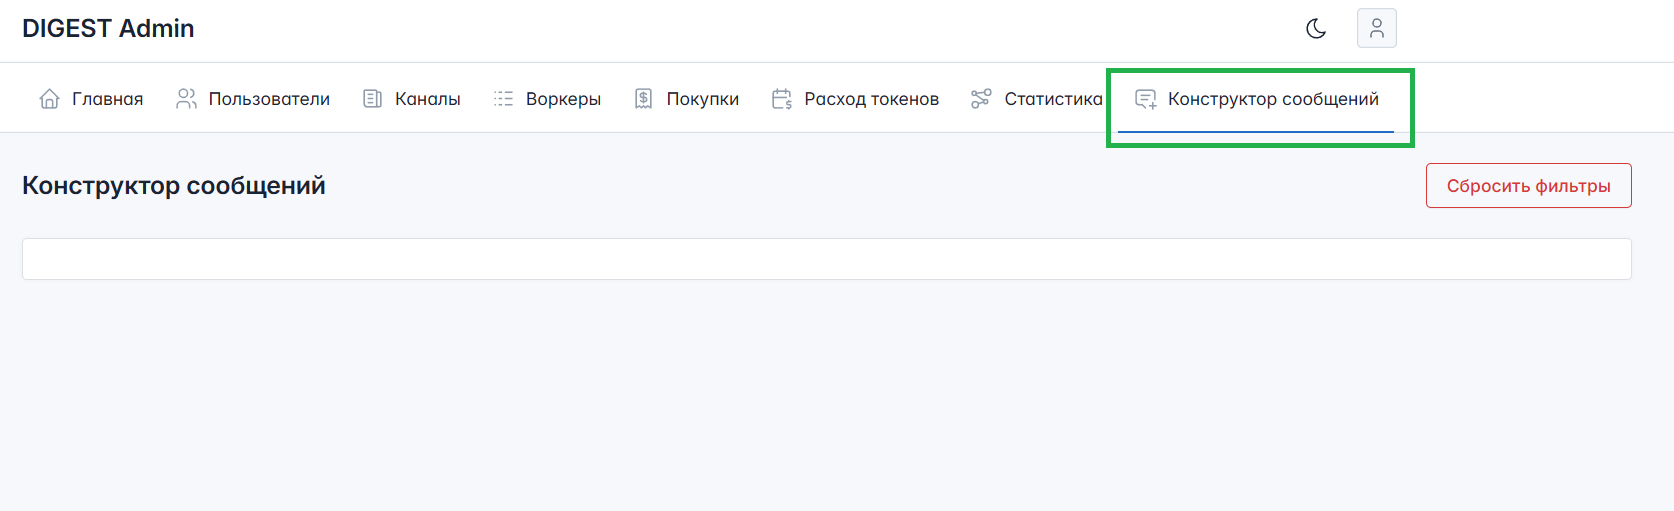 DIGEST Admin
Главная Пользователи Каналы Воркеры Покупки Расход токенов Статистика Конструктор сообщений
Конструктор сообщений
Сбросить фильтры